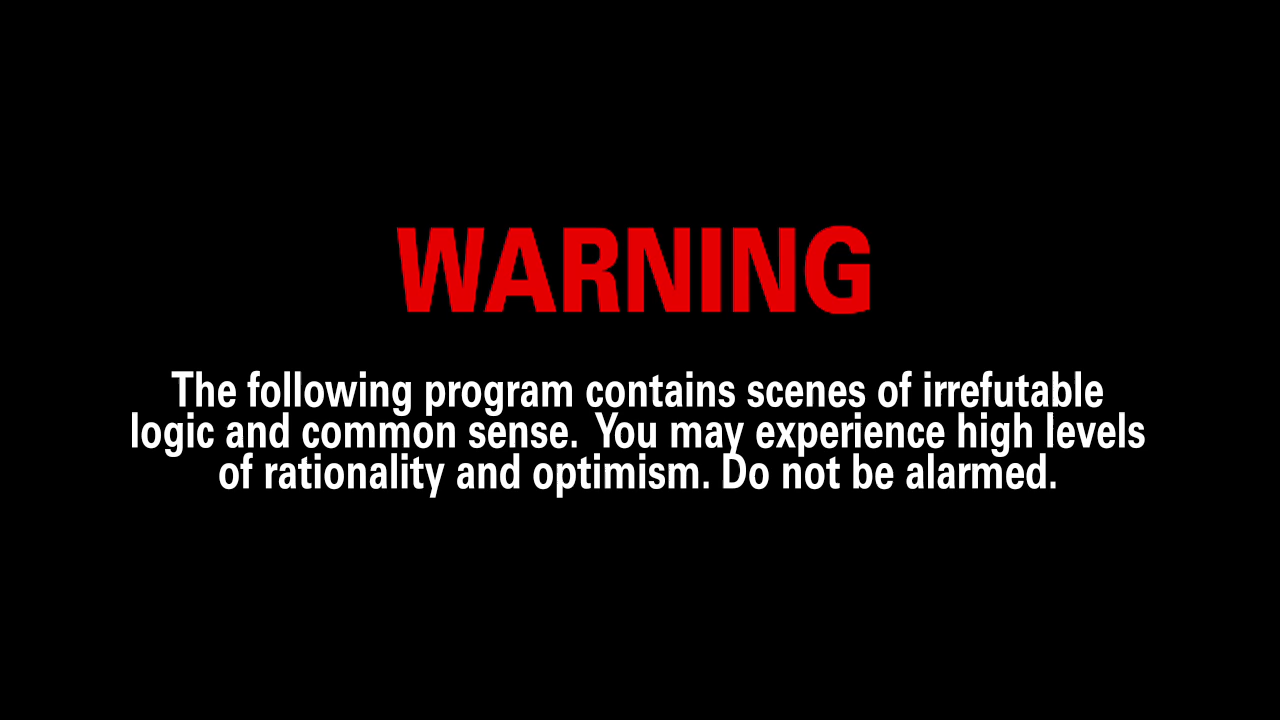 WARNING
The following program contains scenes of irrefutable
logic and common sense.  You may experience high levels
of rationality and optimism. Do not be alarmed.